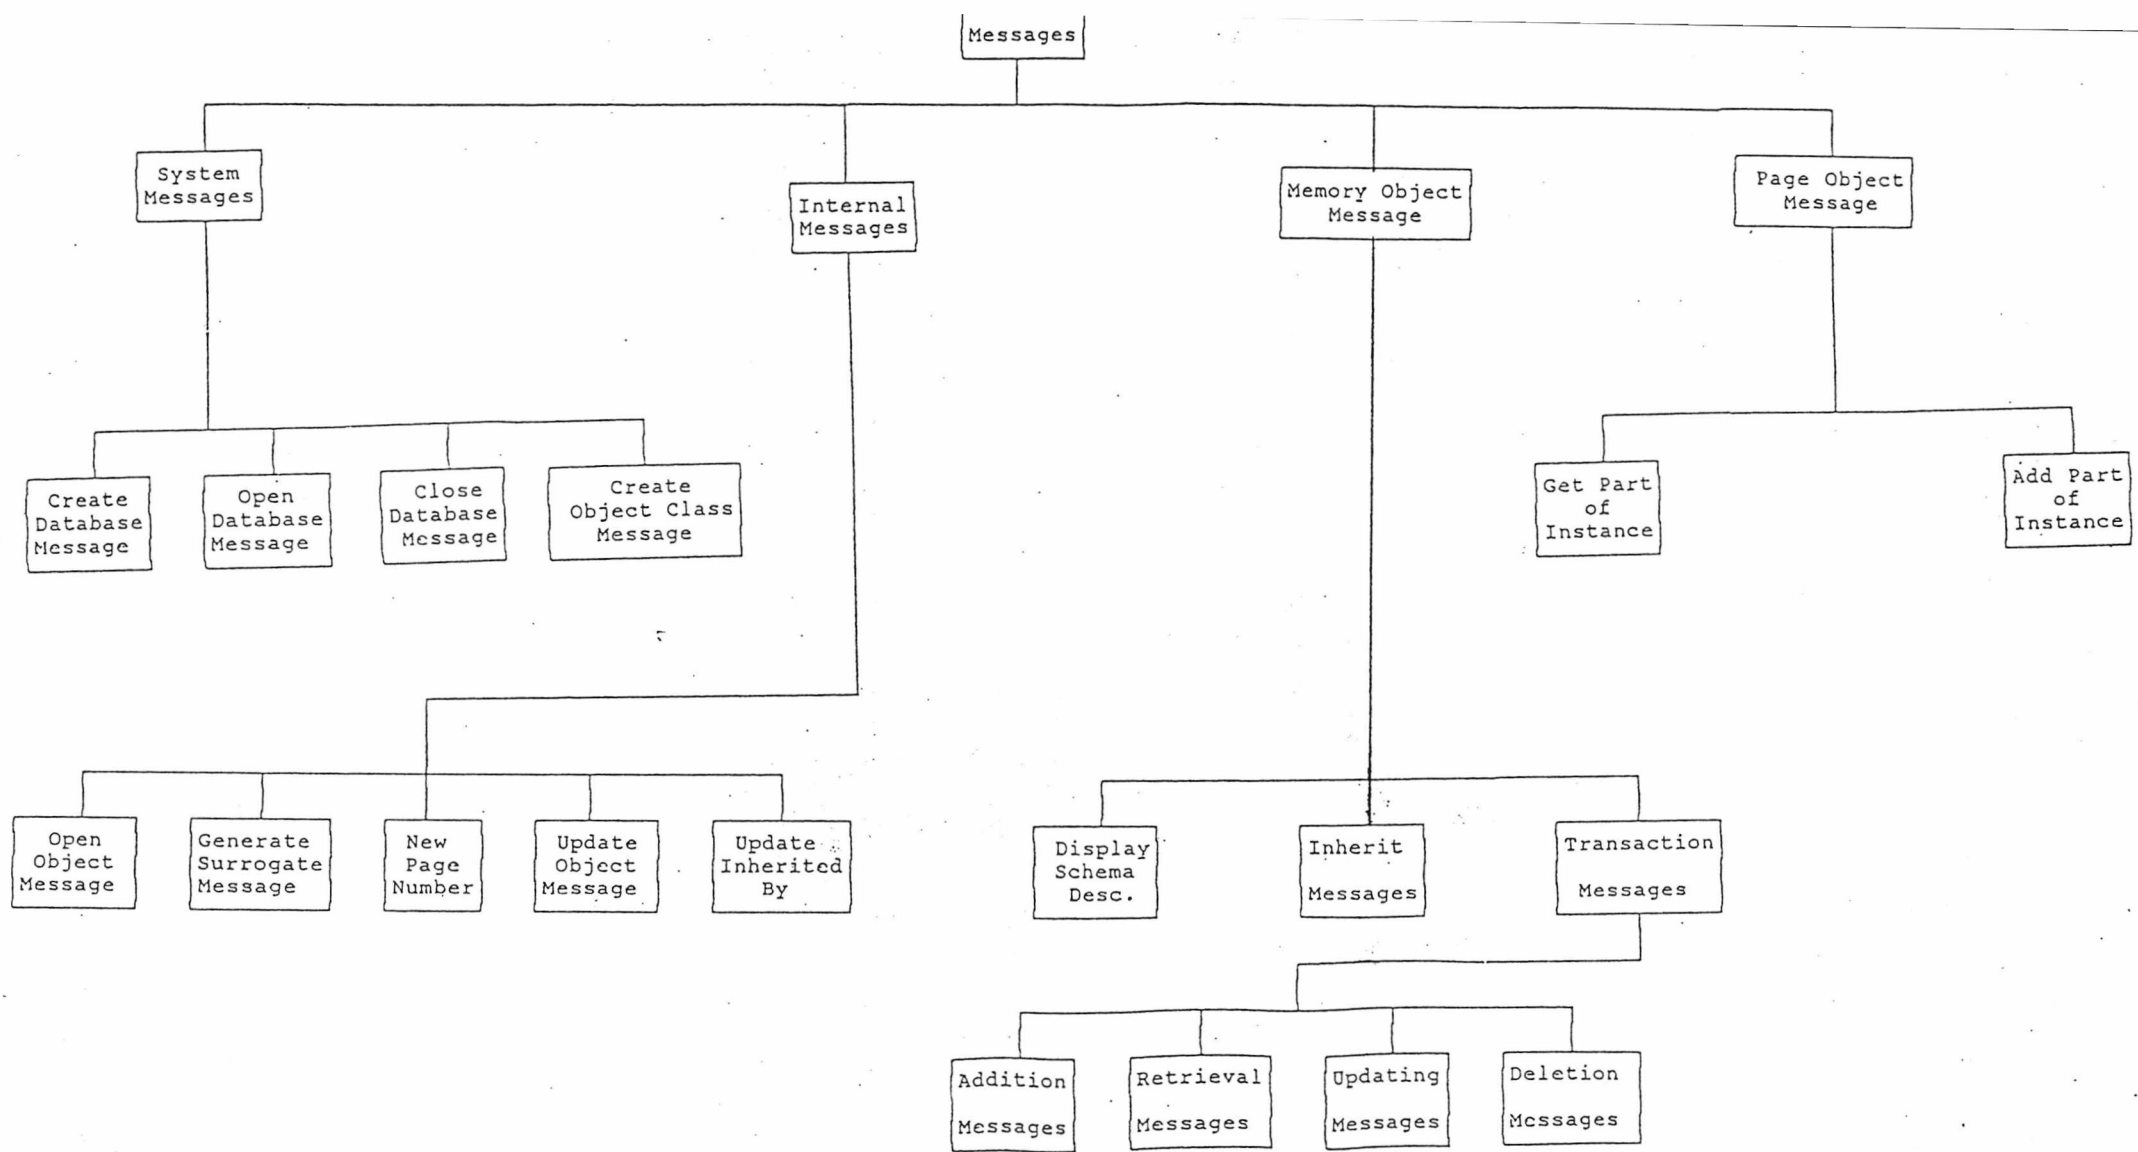 Messages
System
Messages
Internal
Messages
Memory Object
Message
Page Object
Message
Create
Database
Message
Open
Database
Message
Close
Database
Message
Create
Object Class
Message
Get Part
of
Instance
Add Part
of
Instance
Open
Object
Message
Generate
Surrogate
Message
New
Page
Number
Update
Object
Message
Update
Inherited
By
Display
Schema
Desc.
Inherit
Messages
Transaction
Messages
Addition
Messages
Retrieval
Messages
Updating
Messages
Deletion
Messages